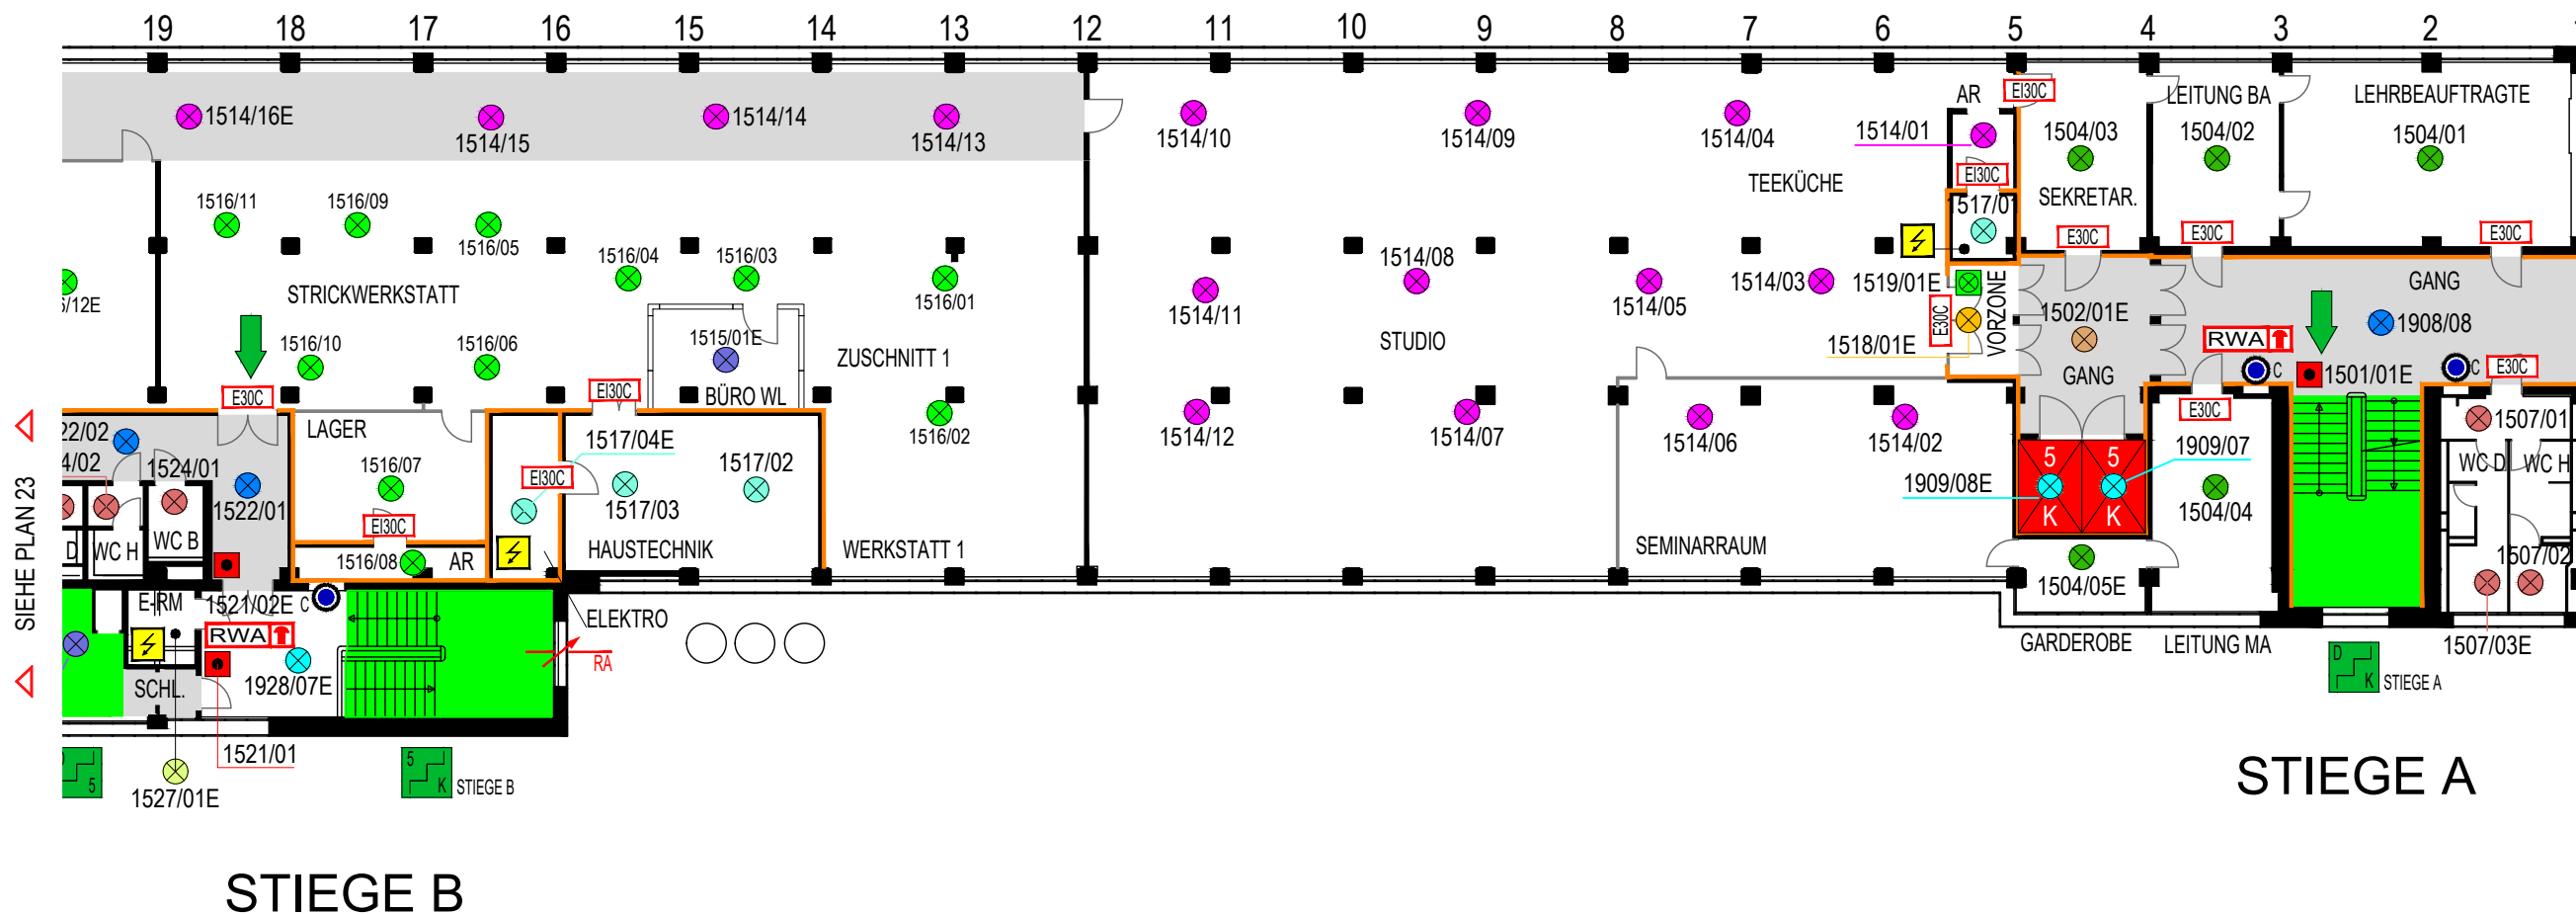 19 18 17 16 15 14 13 12 11 10 9 8 7 6 5 4 3 2
1514/16E
1514/15
1514/14
1514/13
1514/10
1514/09
1514/04
1514/01
AR
EI30C
EI30C
1517/01
1504/03
SEKRETAR.
LEITUNG BA
1504/02
LEHRBEAUFTRAGTE
1504/01
TEEKÜCHE
1516/11
1516/09
1516/05
1516/04
1516/03
1516/01
/12E
STRICKWERKSTATT
1516/10
1516/06
1515/01E
BÜRO WL
ZUSCHNITT 1
1514/11
1514/08
1514/05
1514/03
STUDIO
1519/01E
E30C
1518/01E
VORZONE
E30C
E30C
E30C
1502/01E
GANG
GANG
1908/08
RWA
C
1501/01E
C
E30C
E30C
E30C
EI30C
22/02
4/02
1524/01
1522/01
LAGER
1516/07
EI30C
1516/08
AR
1517/04E
EI30C
1517/03
1517/02
HAUSTECHNIK
1516/02
WERKSTATT 1
1514/12
1514/07
1514/06
1514/02
SEMINARRAUM
5 5
K K
1909/08E
1909/07
1504/04
1504/05E
1507/01
WC D
WC H
1507/02
1507/03E
D
WC H
WC B
SIEHE PLAN 23
E-RM
1521/02E
C
RWA
1928/07E
SCHL.
ELEKTRO
RA
GARDEROBE
LEITUNG MA
D
K
STIEGE A
1521/01
1527/01E
5
5
K
STIEGE B
STIEGE A
STIEGE B